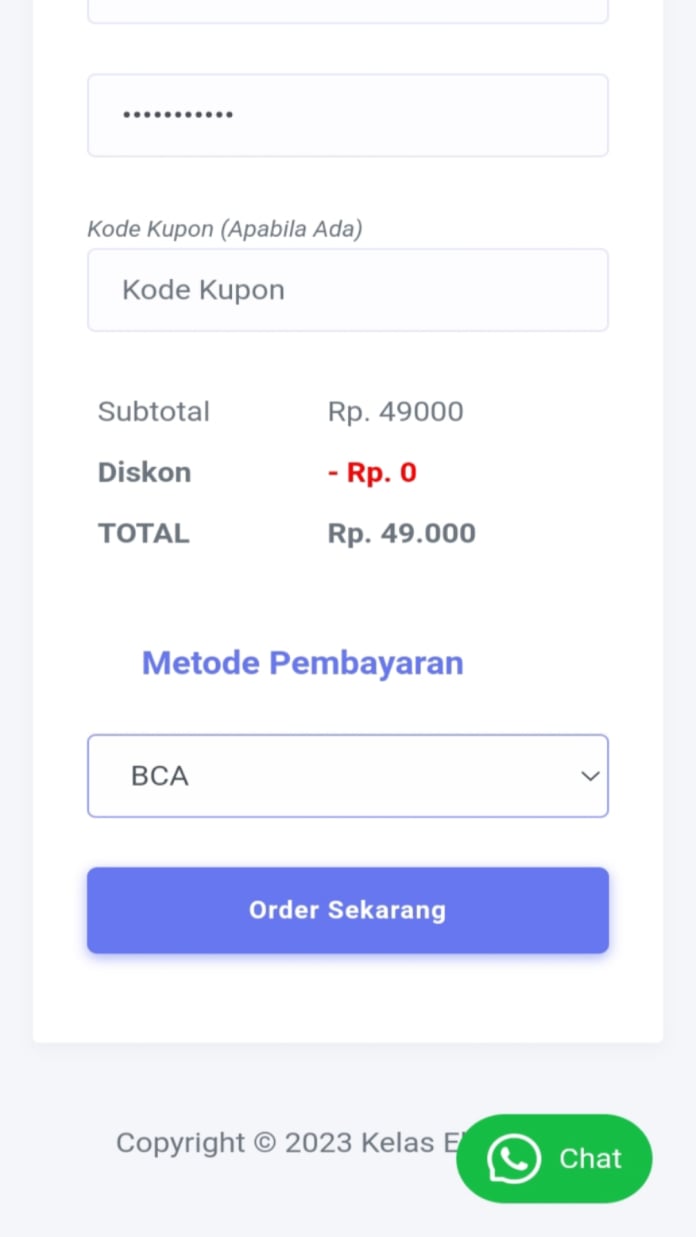 •••••••••••
Kode Kupon (Apabila Ada)
Kode Kupon
Subtotal Rp. 49000
Diskon - Rp. 0
TOTAL Rp. 49.000
Metode Pembayaran
BCA
Order Sekarang
Copyright © 2023 Kelas
Chat